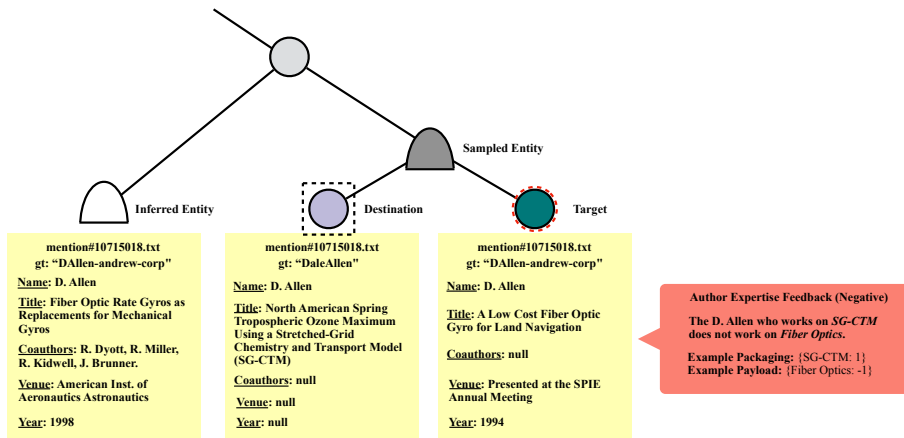 Sampled Entity
Inferred Entity
Destination
Target
mention#10715018.txt
gt: “DAllen-andrew-corp"
Name: D. Allen
Title: Fiber Optic Rate Gyros as
Replacements for Mechanical
Gyros
Coauthors: R. Dyott, R. Miller,
R. Kidwell, J. Brunner.
Venue: American Inst. of
Aeronautics Astronautics
Year: 1998
mention#10715018.txt
gt: “DaleAllen"
Name: D. Allen
Title: North American Spring
Tropospheric Ozone Maximum
Using a Stretched-Grid
Chemistry and Transport Model
(SG-CTM)
Coauthors: null
Venue: null
Year: null
mention#10715018.txt
gt: “DAllen-andrew-corp"
Name: D. Allen
Title: A Low Cost Fiber Optic
Gyro for Land Navigation
Coauthors: null
Venue: Presented at the SPIE
Annual Meeting
Year: 1994
Author Expertise Feedback (Negative)
The D. Allen who works on SG-CTM
does not work on Fiber Optics.
Example Packaging: {SG-CTM: 1}
Example Payload: {Fiber Optics: -1}